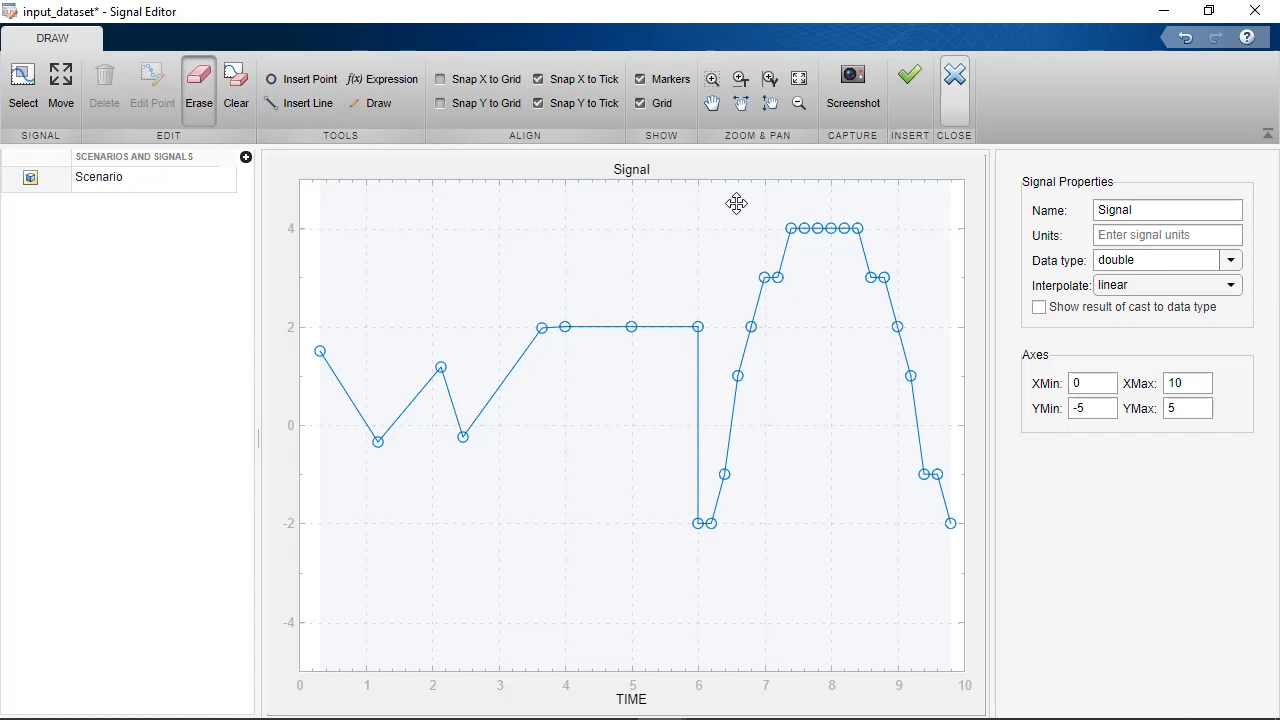 input_dataset* - Signal Editor
DRAW
?
Select
Move
Delete
Edit Point
Erase
Clear
Insert Point
f(x) Expression
Insert Line
Draw
Snap X to Grid
Snap X to Tick
Snap Y to Grid
Snap Y to Tick
Markers
Grid
Screenshot
SIGNAL
EDIT
TOOLS
ALIGN
SHOW
ZOOM & PAN
CAPTURE
INSERT
CLOSE
SCENARIOS AND SIGNALS
Scenario
Signal
4
2
0
-2
-4
0 1 2 3 4 5 6 7 8 9 10
TIME
Signal Properties
Name: Signal
Units: Enter signal units
Data type: double
Interpolate: linear
Show result of cast to data type
Axes
XMin: 0 XMax: 10
YMin: -5 YMax: 5